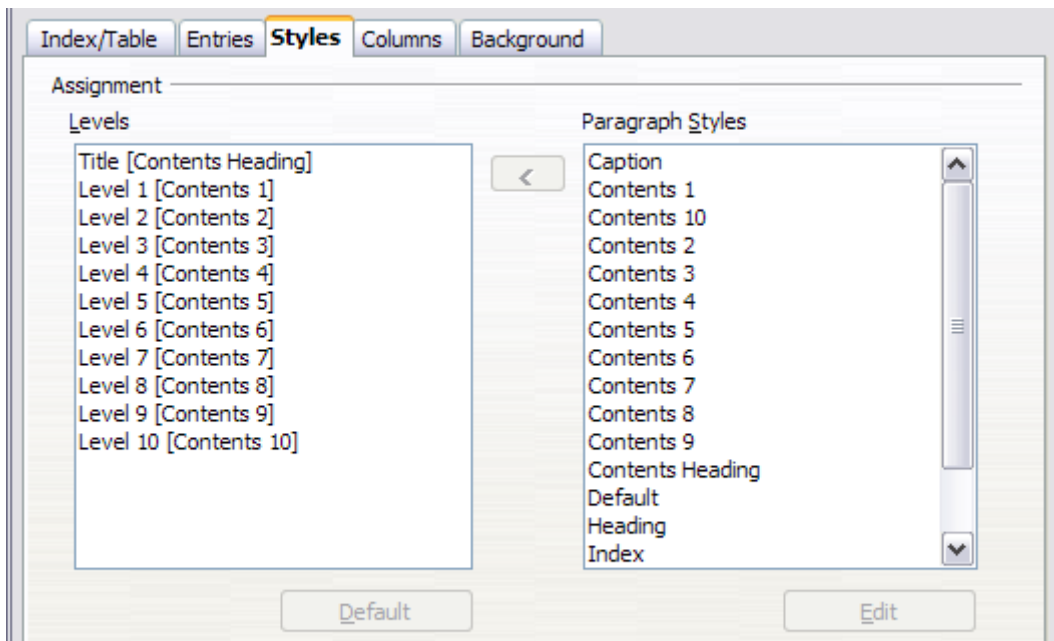 Index/Table Entries Styles Columns Background
Assignment
Levels
Title [Contents Heading]
Level 1 [Contents 1]
Level 2 [Contents 2]
Level 3 [Contents 3]
Level 4 [Contents 4]
Level 5 [Contents 5]
Level 6 [Contents 6]
Level 7 [Contents 7]
Level 8 [Contents 8]
Level 9 [Contents 9]
Level 10 [Contents 10]
Default
<
Paragraph Styles
Caption
Contents 1
Contents 10
Contents 2
Contents 3
Contents 4
Contents 5
Contents 6
Contents 7
Contents 8
Contents 9
Contents Heading
Default
Heading
Index
Edit